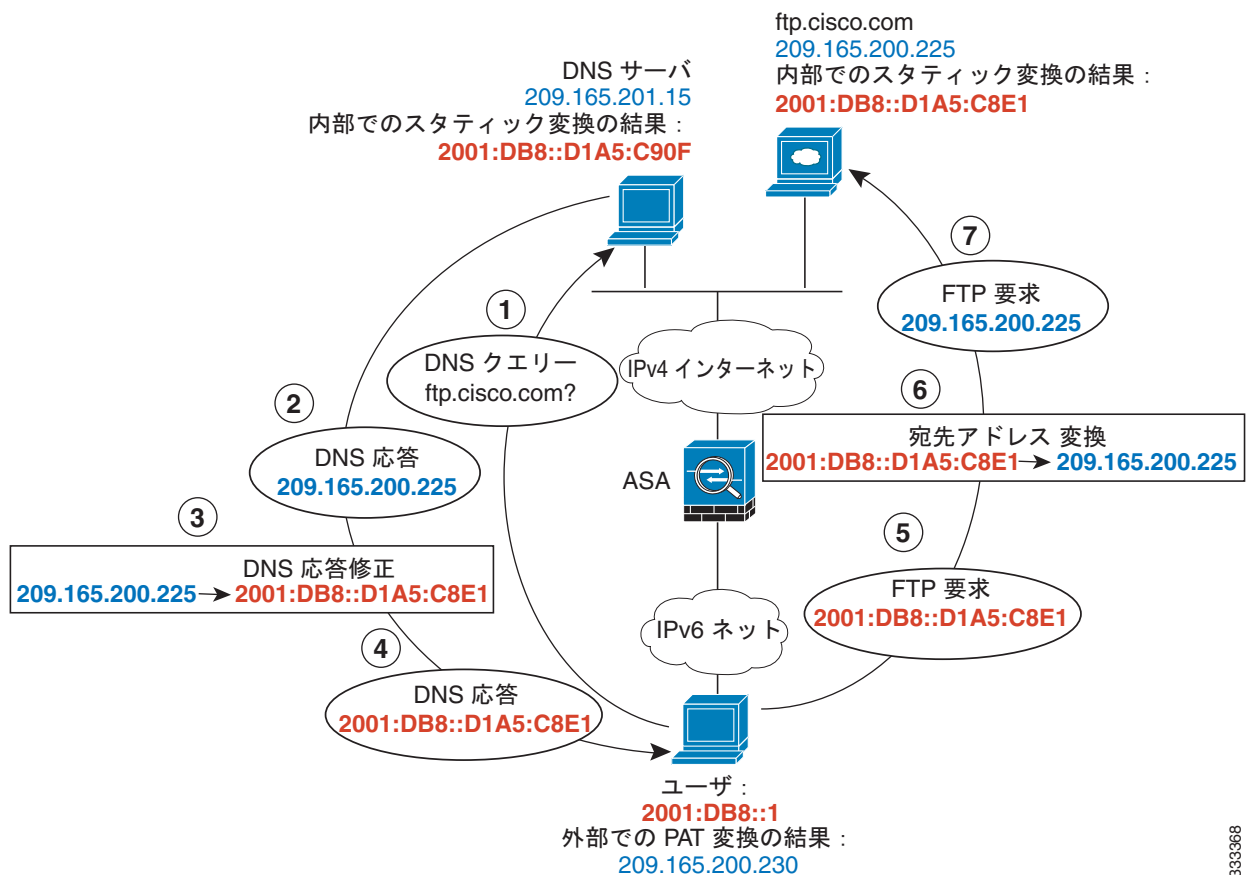 ftp.cisco.com
209.165.200.225
内部でのスタティック変換の結果：
2001:DB8::D1A5:C8E1
DNS サーバ
209.165.201.15
内部でのスタティック変換の結果：
2001:DB8::D1A5:C90F
1
DNS クエリー
ftp.cisco.com?
2
DNS 応答
209.165.200.225
3
DNS 応答修正
209.165.200.225 → 2001:DB8::D1A5:C8E1
4
DNS 応答
2001:DB8::D1A5:C8E1
IPv4 インターネット
ASA
IPv6 ネット
7
FTP 要求
209.165.200.225
6
宛先アドレス 変換
2001:DB8::D1A5:C8E1 → 209.165.200.225
5
FTP 要求
2001:DB8::D1A5:C8E1
ユーザ：
2001:DB8::1
外部での PAT 変換の結果：
209.165.200.230
333368